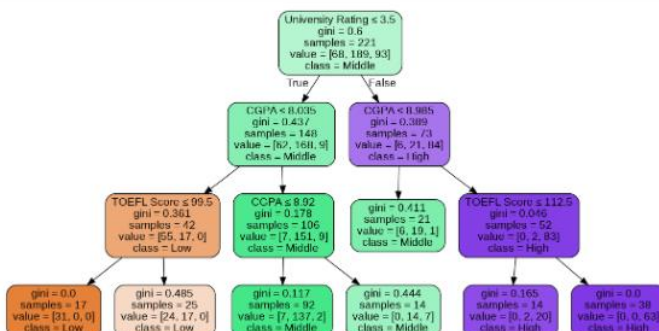 University Rating ≤ 3.5
gini = 0.6
samples = 221
value = [68, 189, 93]
class = Middle
True
False
CGPA ≤ 8.035
gini = 0.437
samples = 148
value = [62, 168, 9]
class = Middle
CGPA ≤ 8.985
gini = 0.389
samples = 73
value = [6, 21, 84]
class = High
TOEFL Score ≤ 99.5
gini = 0.361
samples = 42
value = [55, 17, 0]
class = Low
CGPA ≤ 8.92
gini = 0.178
samples = 106
value = [7, 151, 9]
class = Middle
gini = 0.411
samples = 21
value = [6, 19, 1]
class = Middle
TOEFL Score ≤ 112.5
gini = 0.046
samples = 52
value = [0, 2, 83]
class = High
gini = 0.0
samples = 17
value = [31, 0, 0]
class = Low
gini = 0.485
samples = 25
value = [24, 17, 0]
class = Low
gini = 0.117
samples = 92
value = [7, 137, 2]
class = Middle
gini = 0.444
samples = 14
value = [0, 14, 7]
class = Middle
gini = 0.165
samples = 14
value = [0, 2, 20]
class = High
gini = 0.0
samples = 38
value = [0, 0, 63]
class = High